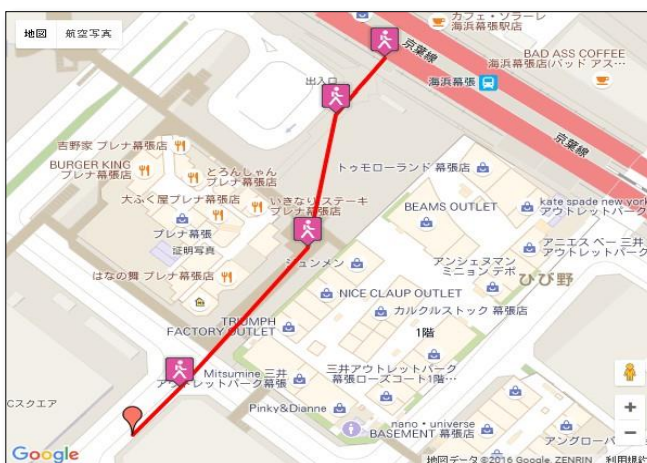 地図 航空写真
カフェ・ソラーレ
海浜幕張駅店
京葉線
BAD ASS COFFEE
海浜幕張店(バッド アス…
出入口
海浜幕張
京葉線
吉野家 プレナ幕張店
BURGER KING
プレナ幕張店
とろんしゃん
プレナ幕張店
トゥモローランド 幕張店
大ふく屋プレナ幕張店
いきなりステーキ
プレナ幕張店
BEAMS OUTLET
kate spade new york
アウトレットパーク
プレナ幕張
証明写真
アニエス ベー 三井
アウトレットパーク
シュンメン
アンシェヌマン
ミニョン デポ
ひび野
はなの舞 プレナ幕張店
NICE CLAUP OUTLET
カルクルストック 幕張店
TRIUMPH
FACTORY OUTLET
1階
Mitsumine 三井
アウトレットパーク幕張
三井アウトレットパーク
幕張ローズコート1階…
Cスクエア
Pinky&Dianne
nano・universe
BASEMENT 幕張店
アングローバ
+
−
Google
地図データ ©2016 Google, ZENRIN 利用規約